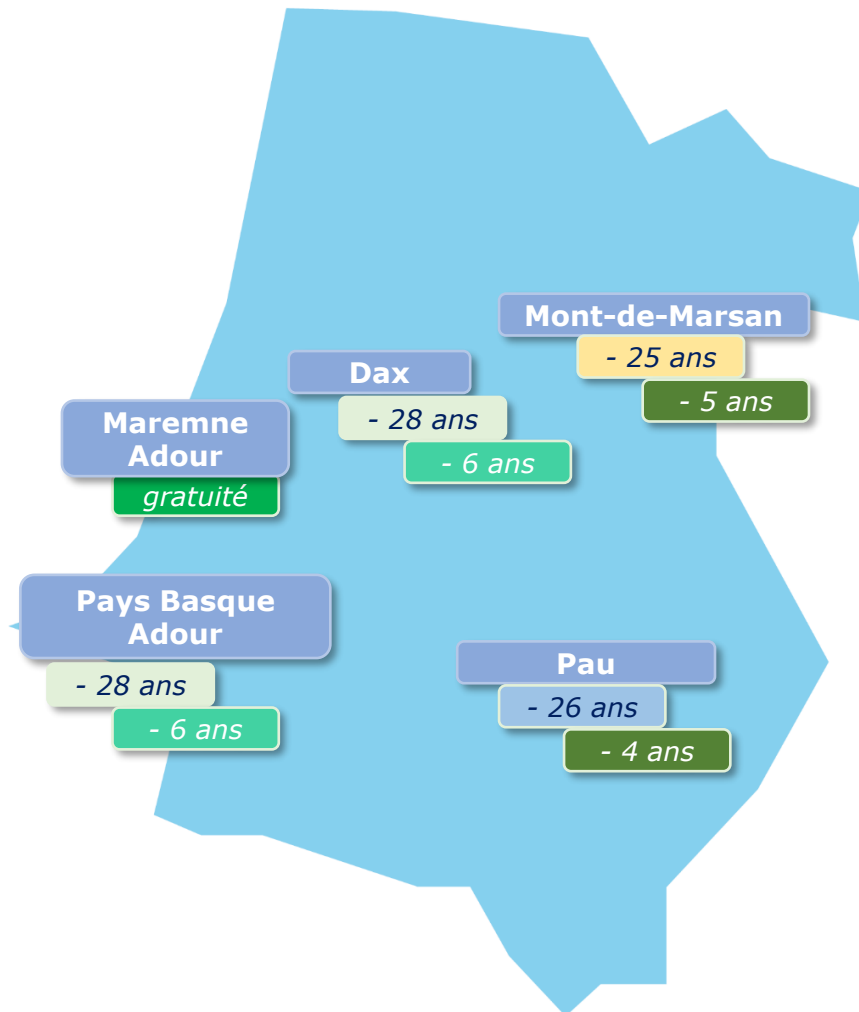 Mont-de-Marsan
- 25 ans
- 5 ans
Dax
- 28 ans
- 6 ans
Maremne
Adour
gratuité
Pays Basque
Adour
- 28 ans
- 6 ans
Pau
- 26 ans
- 4 ans